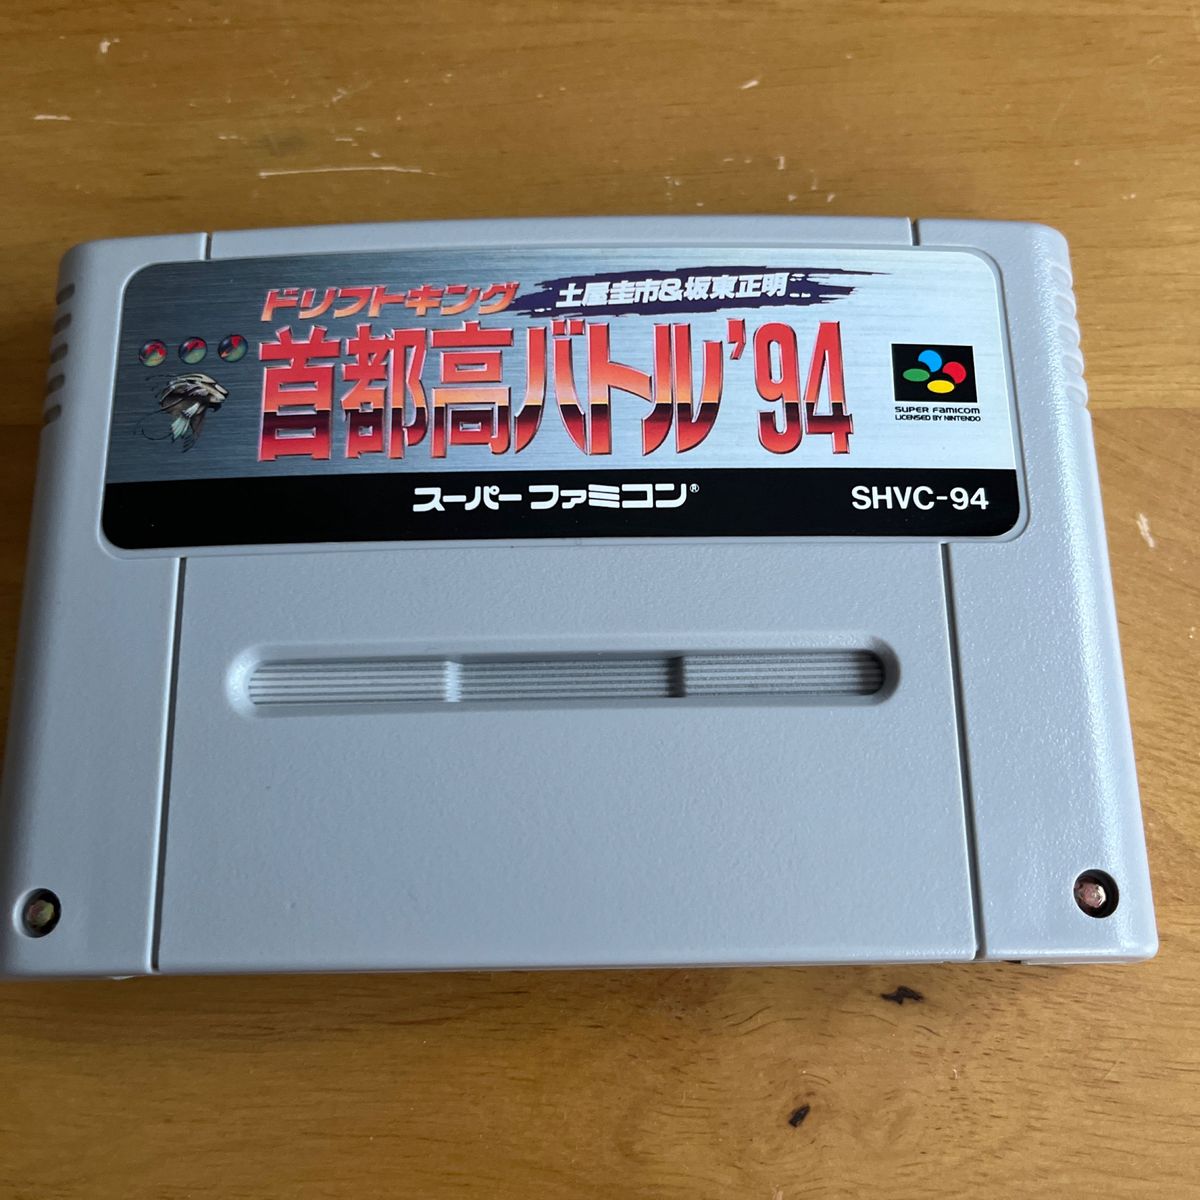 ドリフトキング 土屋圭市&坂東正明
首都高バトル'94
SUPER FAMICOM
LICENSED BY NINTENDO
スーパーファミコン® SHVC-94